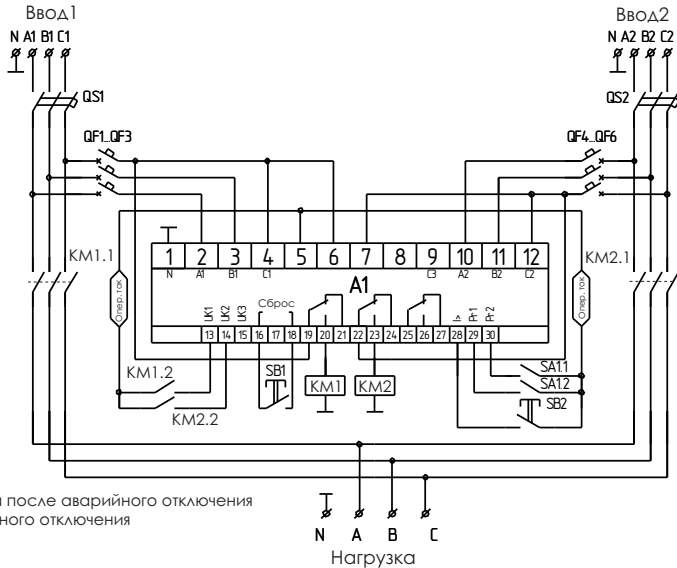 Ввод1 Ввод2
N A1 B1 C1 N A2 B2 C2
QS1 QS2
QF1...QF3 QF4...QF6
1 2 3 4 5 6 7 8 9 10 11 12
N A1 B1 C1 C3 A2 B2 C2
KM1.1 A1 KM2.1
Опер. ток Опер. ток
UK1 UK2 UK3 Сброс I> Рг1 Рг2
13 14 15 16 17 18 19 20 21 22 23 24 25 26 27 28 29 30
KM1.2 SB1 KM1 KM2 SA1.1
SA1.2
KM2.2 SB2
после аварийного отключения
ного отключения
N A B C
Нагрузка